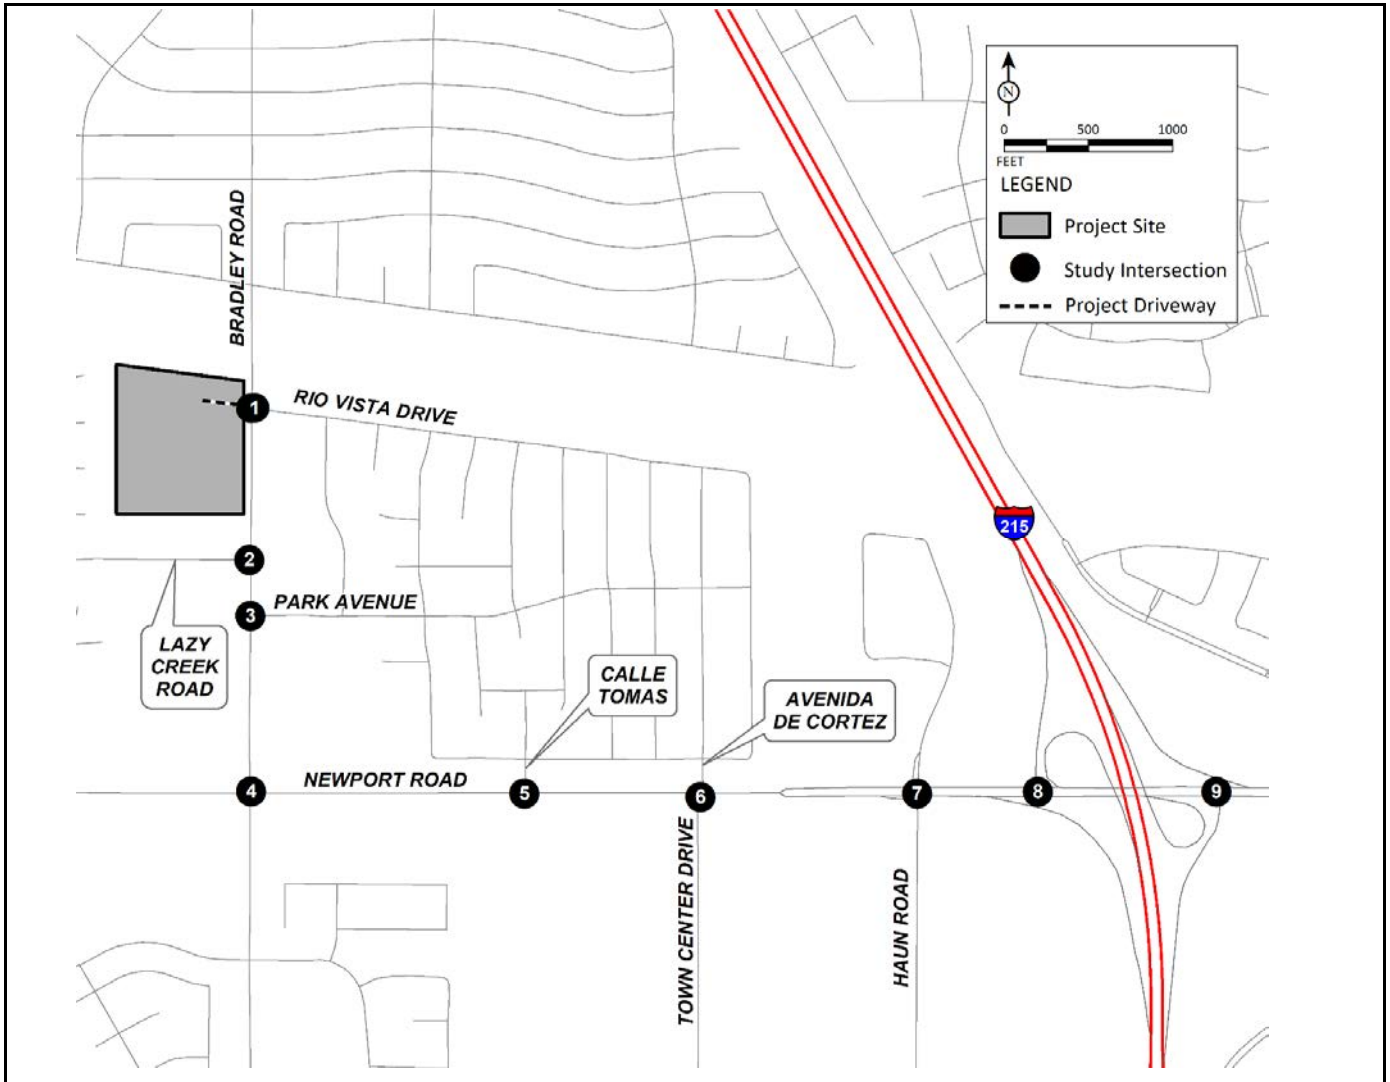 N
0 500 1000
FEET
LEGEND
Project Site
Study Intersection
Project Driveway
BRADLEY ROAD
1
RIO VISTA DRIVE
215
2
3
PARK AVENUE
LAZY
CREEK
ROAD
CALLE
TOMAS
AVENIDA
DE CORTEZ
4
NEWPORT ROAD
5
6
7
8
9
TOWN CENTER DRIVE
HAUN ROAD